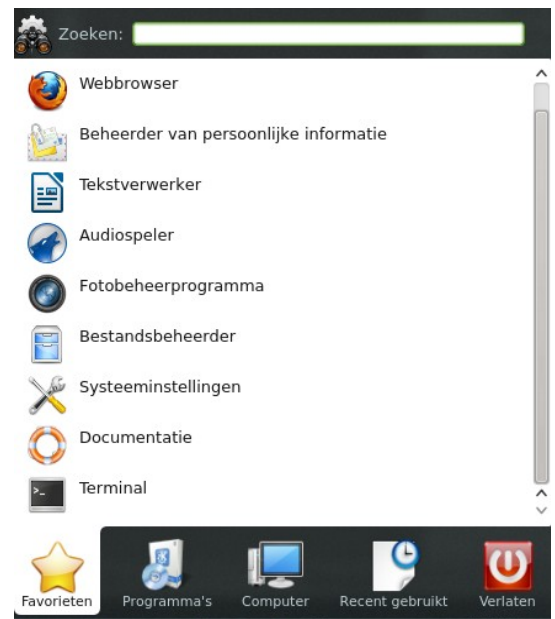 Zoeken:
Webbrowser
Beheerder van persoonlijke informatie
Tekstverwerker
Audiospeler
Fotobeheerprogramma
Bestandsbeheerder
Systeeminstellingen
Documentatie
Terminal
Favorieten Programma's Computer Recent gebruikt Verlaten